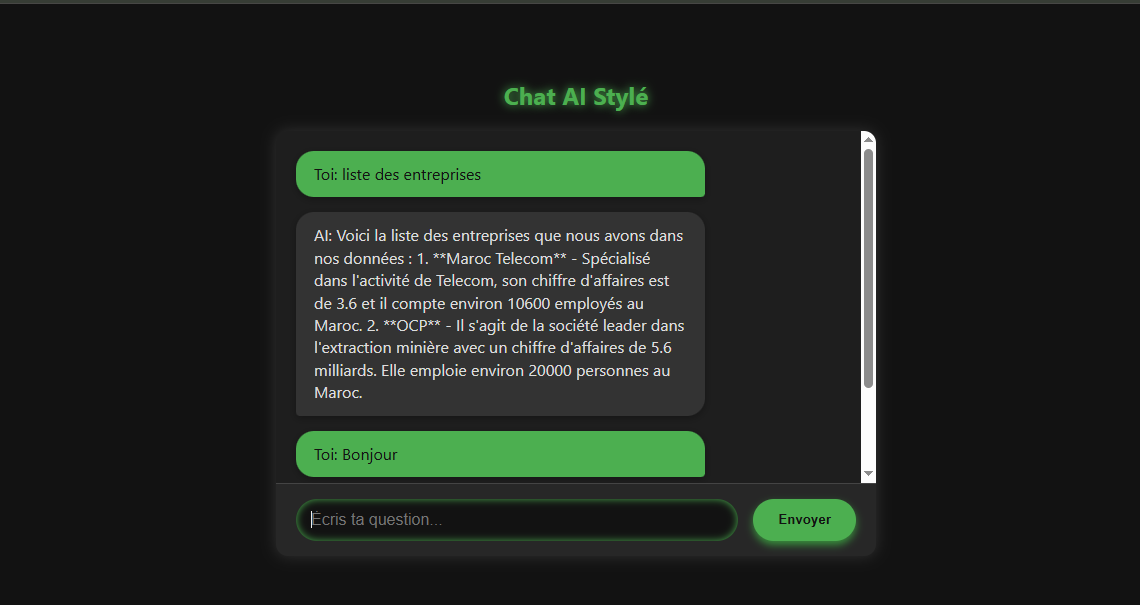 Chat AI Stylé
Toi: liste des entreprises
AI: Voici la liste des entreprises que nous avons dans
nos données : 1. **Maroc Telecom** - Spécialisé
dans l'activité de Telecom, son chiffre d'affaires est
de 3.6 et il compte environ 10600 employés au
Maroc. 2. **OCP** - Il s'agit de la société leader dans
l'extraction minière avec un chiffre d'affaires de 5.6
milliards. Elle emploie environ 20000 personnes au
Maroc.
Toi: Bonjour
Écris ta question...
Envoyer